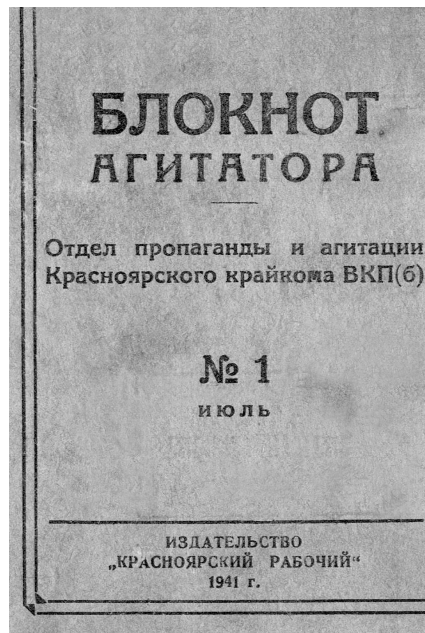 БЛОКНОТ
АГИТАТОРА
Отдел пропаганды и агитации
Красноярского крайкома ВКП(б)
№ 1
ИЮЛЬ
ИЗДАТЕЛЬСТВО
„КРАСНОЯРСКИЙ РАБОЧИЙ“
1941 г.